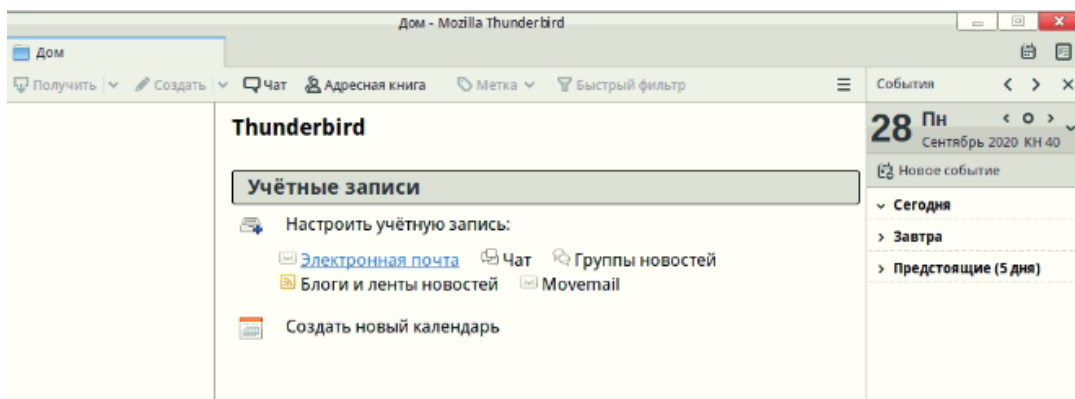 Дом - Mozilla Thunderbird
Дом
Получить Создать Чат Адресная книга Метка Быстрый фильтр
Thunderbird
Учётные записи
Настроить учётную запись:
Электронная почта Чат Группы новостей
Блоги и ленты новостей Movemail
Создать новый календарь
События
28 Пн
Сентябрь 2020 КН 40
Новое событие
Сегодня
Завтра
Предстоящие (5 дня)